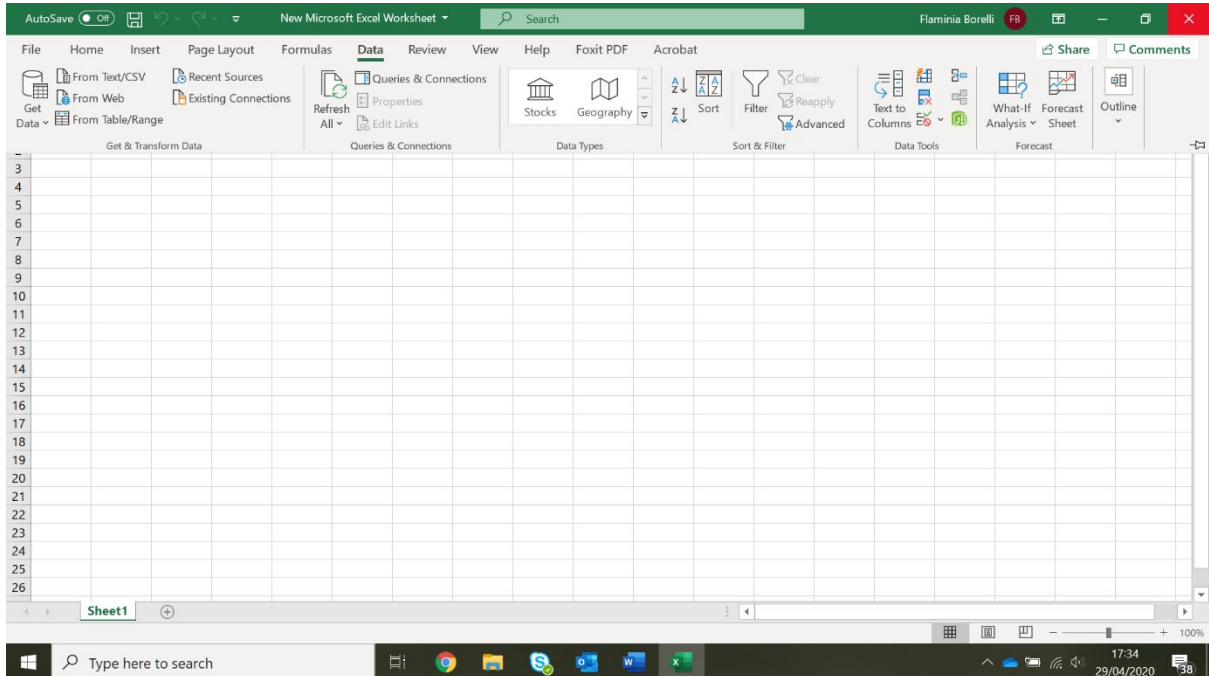 AutoSave Off New Microsoft Excel Worksheet Search Flaminia Borelli FB
File Home Insert Page Layout Formulas Data Review View Help Foxit PDF Acrobat Share Comments
Get Data
From Text/CSV
From Web
From Table/Range
Recent Sources
Existing Connections
Get & Transform Data
Refresh All
Queries & Connections
Properties
Edit Links
Queries & Connections
Stocks Geography
Data Types
Sort
Filter
Clear
Reapply
Advanced
Sort & Filter
Text to Columns
Data Tools
What-If Analysis
Forecast Sheet
Forecast
Outline
3
4
5
6
7
8
9
10
11
12
13
14
15
16
17
18
19
20
21
22
23
24
25
26
Sheet1
100%
Type here to search
17:34
29/04/2020
38